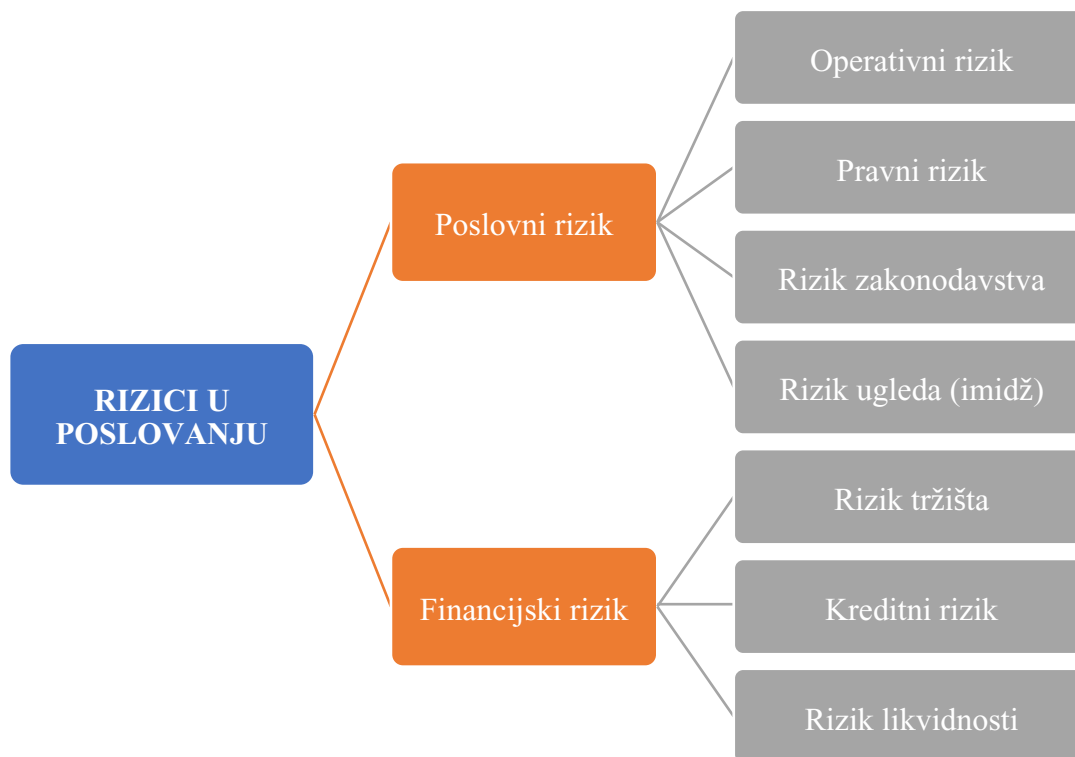 RIZICI U
POSLOVANJU
Poslovni rizik
Operativni rizik
Pravni rizik
Rizik zakonodavstva
Rizik ugleda (imidž)
Financijski rizik
Rizik tržišta
Kreditni rizik
Rizik likvidnosti